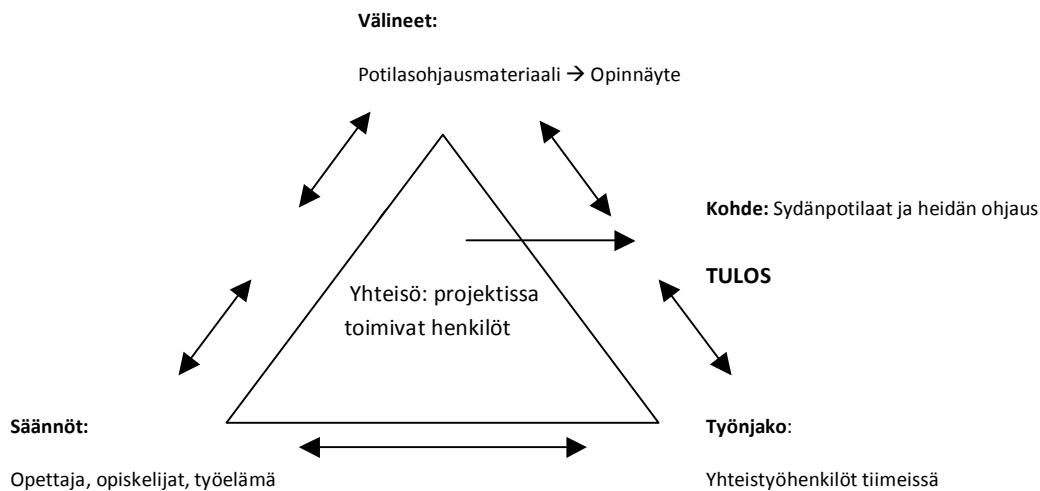 Välineet:
Potilasohjausmateriaali → Opinnäyte
Kohde: Sydänpotilaat ja heidän ohjaus
TULOS
Yhteisö: projektissa
toimivat henkilöt
Säännöt:
Opettaja, opiskelijat, työelämä
Työnjako:
Yhteistyöhenkilöt tiimeissä